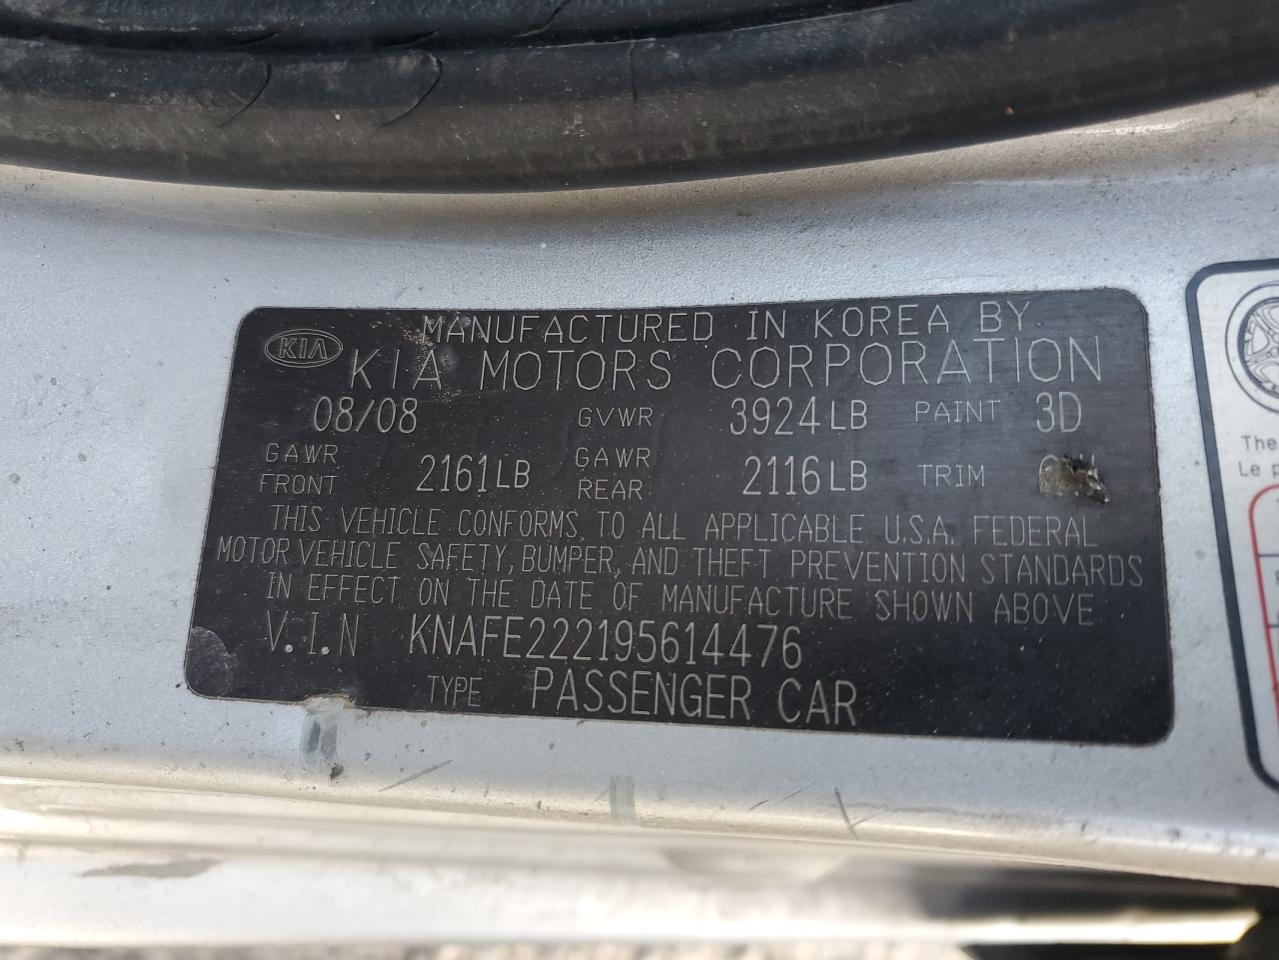 MANUFACTURED IN KOREA BY
KIA KIA MOTORS CORPORATION
08/08 GVWR 3924LB PAINT 3D
GAWR FRONT 2161LB GAWR REAR 2116LB TRIM
THIS VEHICLE CONFORMS TO ALL APPLICABLE U.S.A. FEDERAL
MOTOR VEHICLE SAFETY, BUMPER, AND THEFT PREVENTION STANDARDS
IN EFFECT ON THE DATE OF MANUFACTURE SHOWN ABOVE
V.I.N KNAFE222195614476
TYPE PASSENGER CAR
The
Le